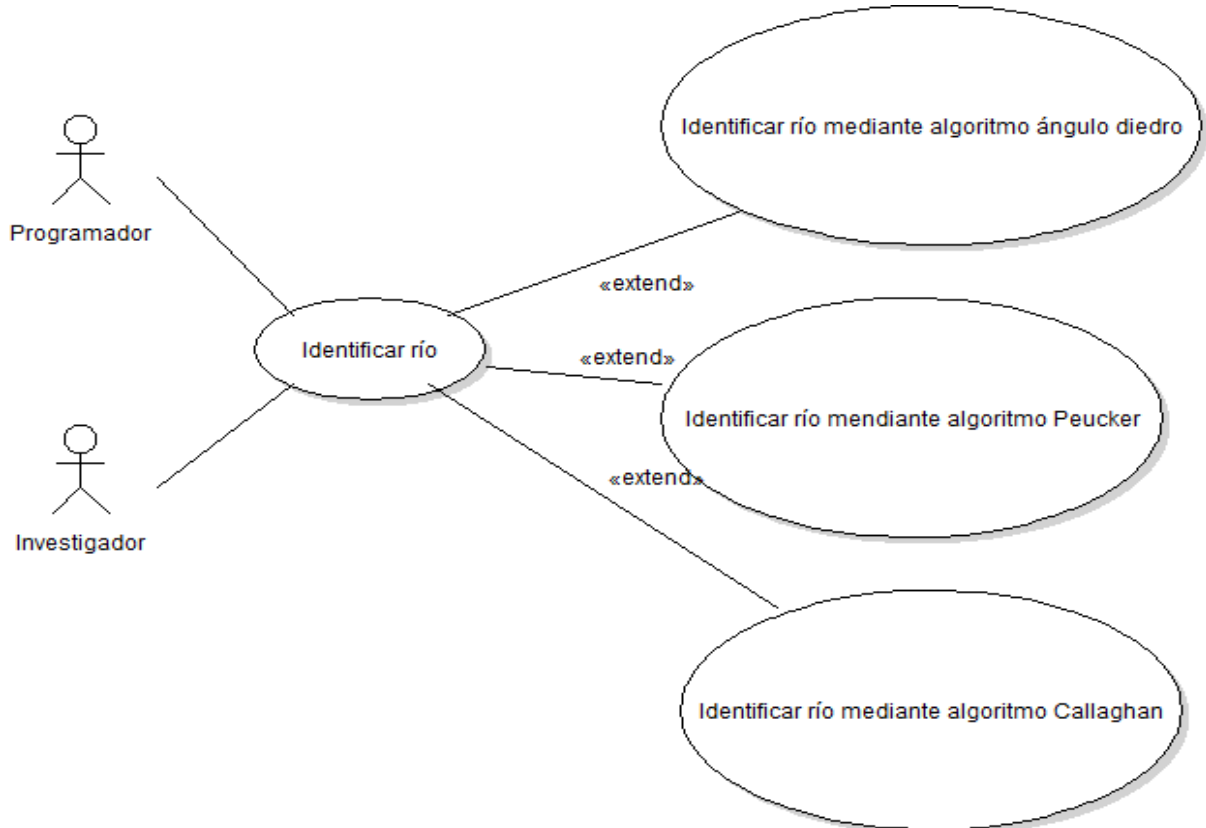 Identificar río mediante algoritmo ángulo diedro
Programador
«extend»
Identificar río
«extend»
Identificar río mendiante algoritmo Peucker
«extend»
Investigador
Identificar río mediante algoritmo Callaghan